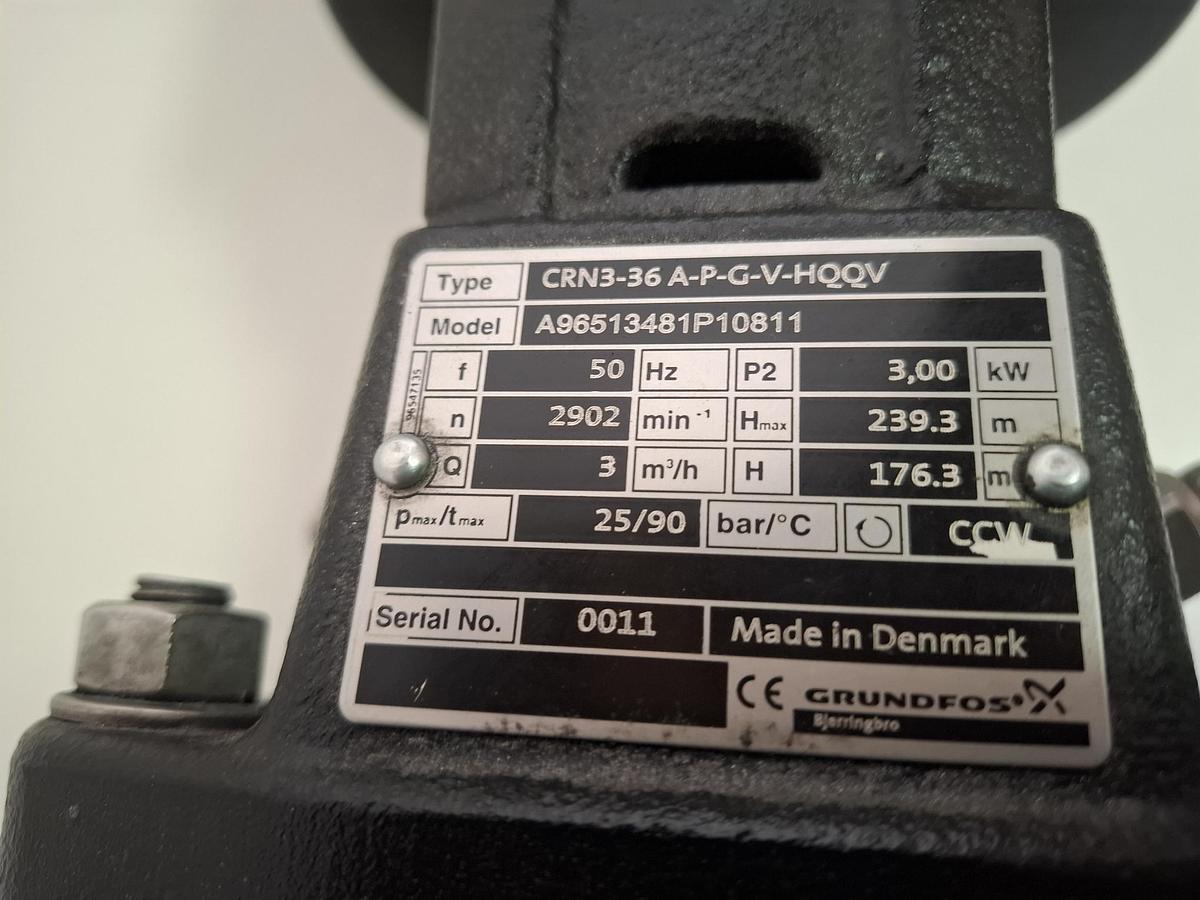 Type CRN3-36 A-P-G-V-HQQV
Model A96513481P10811
96547135
f 50 Hz P2 3,00 kW
n 2902 min⁻¹ Hmax 239.3 m
Q 3 m³/h H 176.3 m
pmax/tmax 25/90 bar/°C CCW
Serial No. 0011 Made in Denmark
CE GRUNDFOS
Bjerringbro